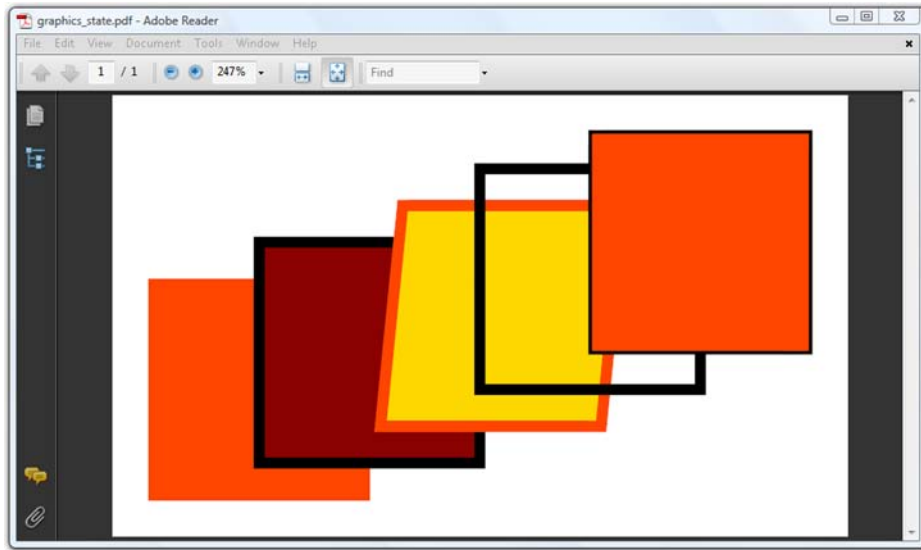 graphics_state.pdf - Adobe Reader
File Edit View Document Tools Window Help
1 / 1 247% Find